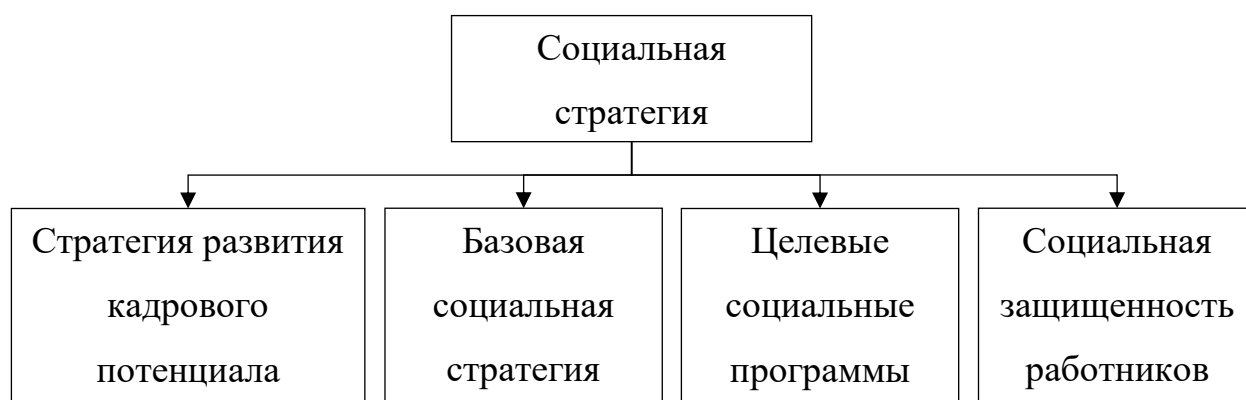 Социальная
стратегия
Стратегия развития
кадрового
потенциала
Базовая
социальная
стратегия
Целевые
социальные
программы
Социальная
защищенность
работников